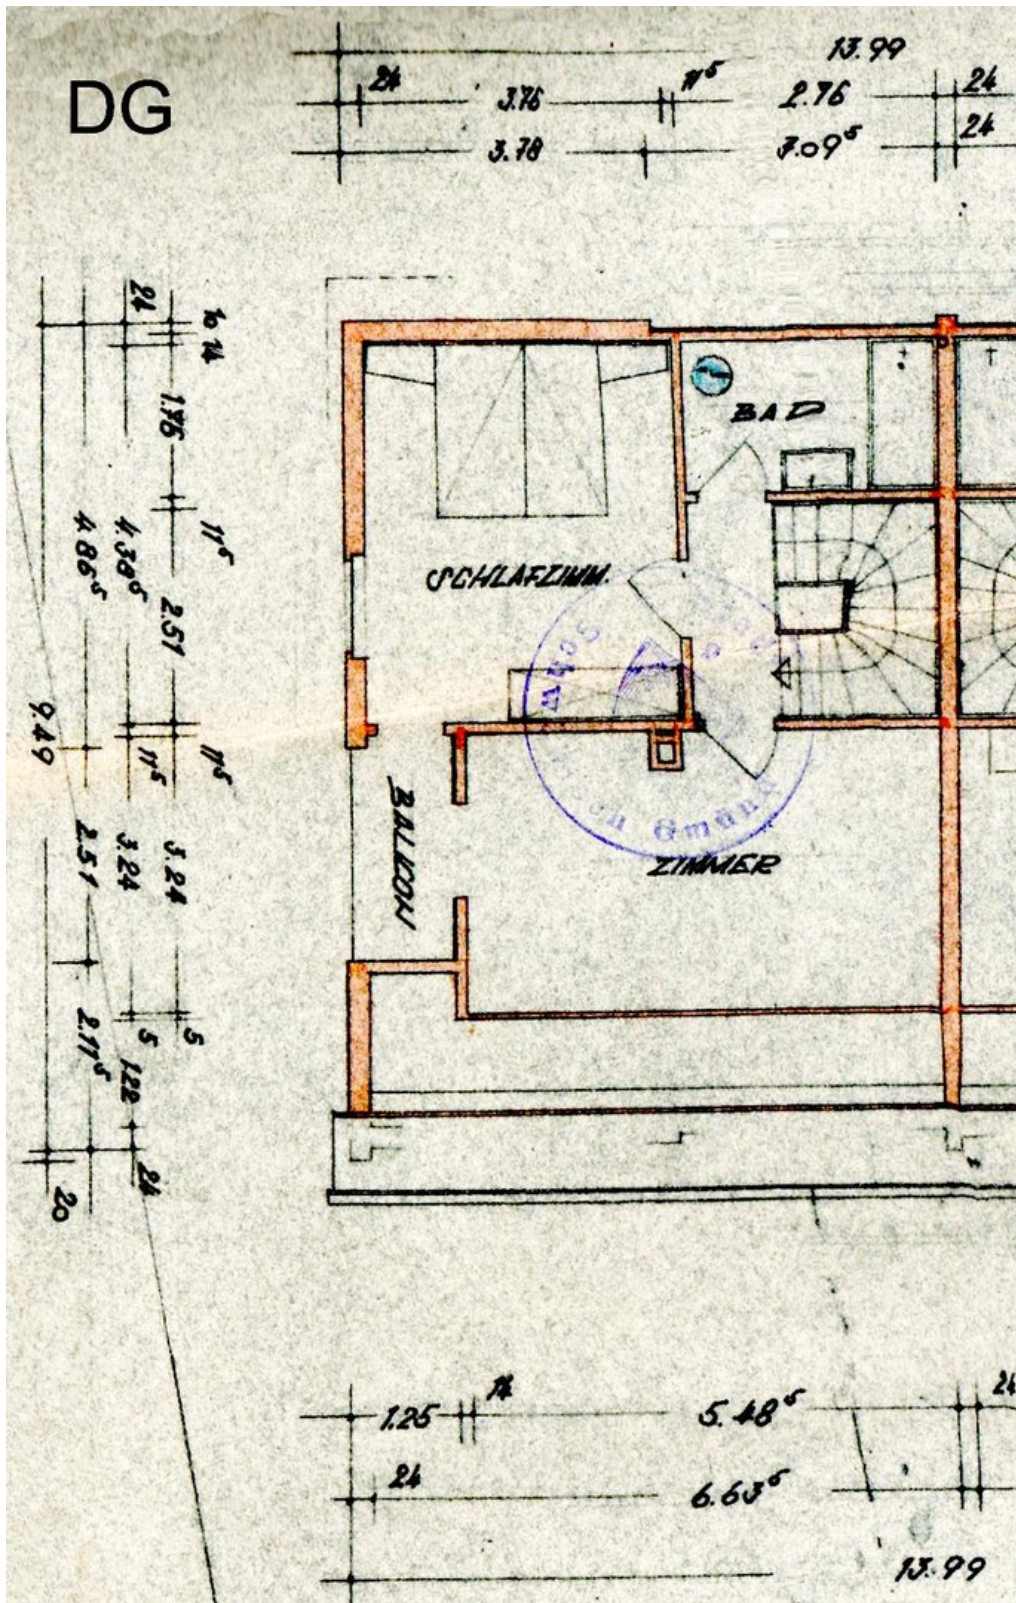 DG
13.99
24 3.76 11⁵ 2.76 24
3.78 7.09⁵ 24
24 10 14
1.76
BAD
4.86⁵ 4.38⁵ 11⁵
SCHLAFZIMM.
2.51
9.49
11⁵ 11⁵
BALKON
2.51 3.24 3.24
Gmünd
ZIMMER
2.11⁵ 5 5
1.22
20 24
1.25 14 5.48⁵ 24
24 6.63⁵
13.99